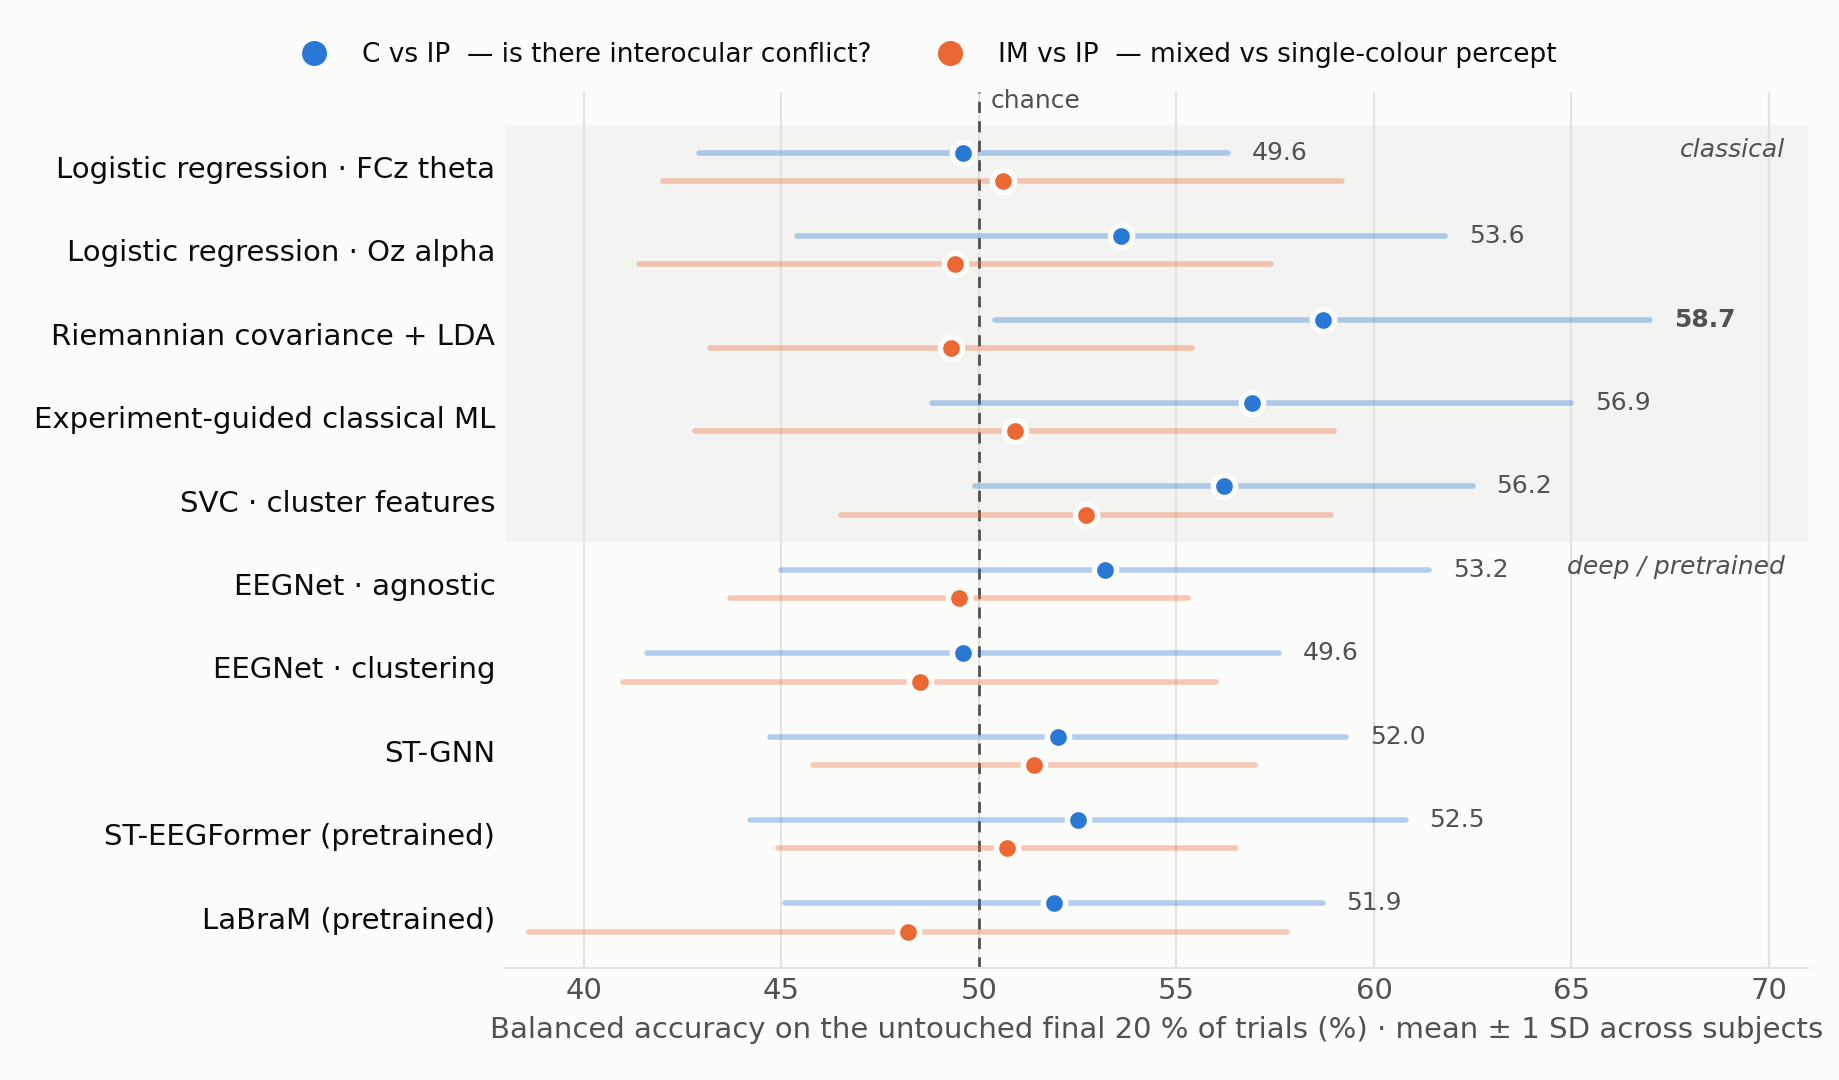 C vs IP — is there interocular conflict? IM vs IP — mixed vs single-colour percept
chance
classical
Logistic regression · FCz theta 49.6
Logistic regression · Oz alpha 53.6
Riemannian covariance + LDA 58.7
Experiment-guided classical ML 56.9
SVC · cluster features 56.2
deep / pretrained
EEGNet · agnostic 53.2
EEGNet · clustering 49.6
ST-GNN 52.0
ST-EEGFormer (pretrained) 52.5
LaBraM (pretrained) 51.9
40 45 50 55 60 65 70
Balanced accuracy on the untouched final 20 % of trials (%) · mean ± 1 SD across subjects